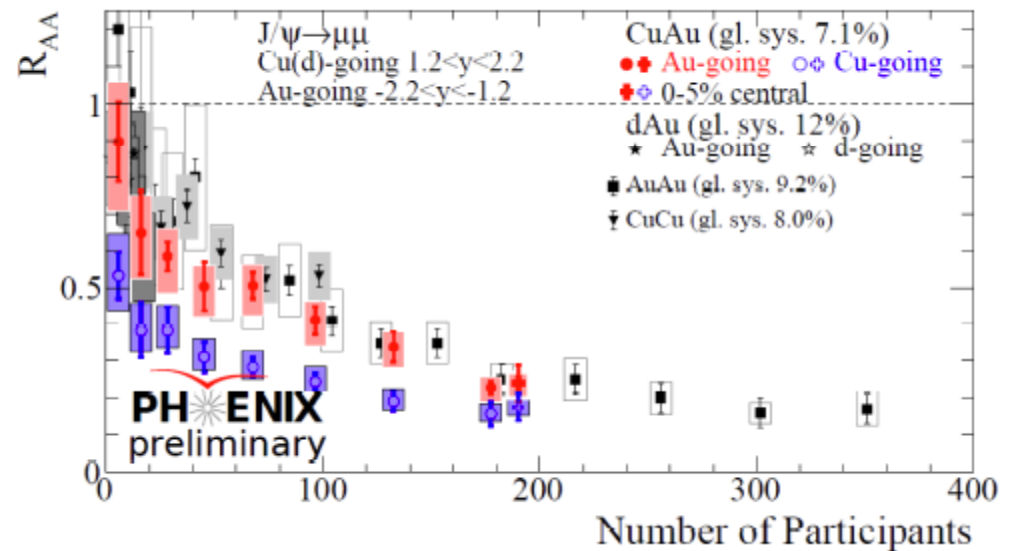 R_AA
J/ψ→μμ
Cu(d)-going 1.2<y<2.2
Au-going -2.2<y<-1.2
CuAu (gl. sys. 7.1%)
Au-going Cu-going
0-5% central
dAu (gl. sys. 12%)
Au-going d-going
AuAu (gl. sys. 9.2%)
CuCu (gl. sys. 8.0%)
1
0.5
0
PHENIX
preliminary
0 100 200 300 400
Number of Participants